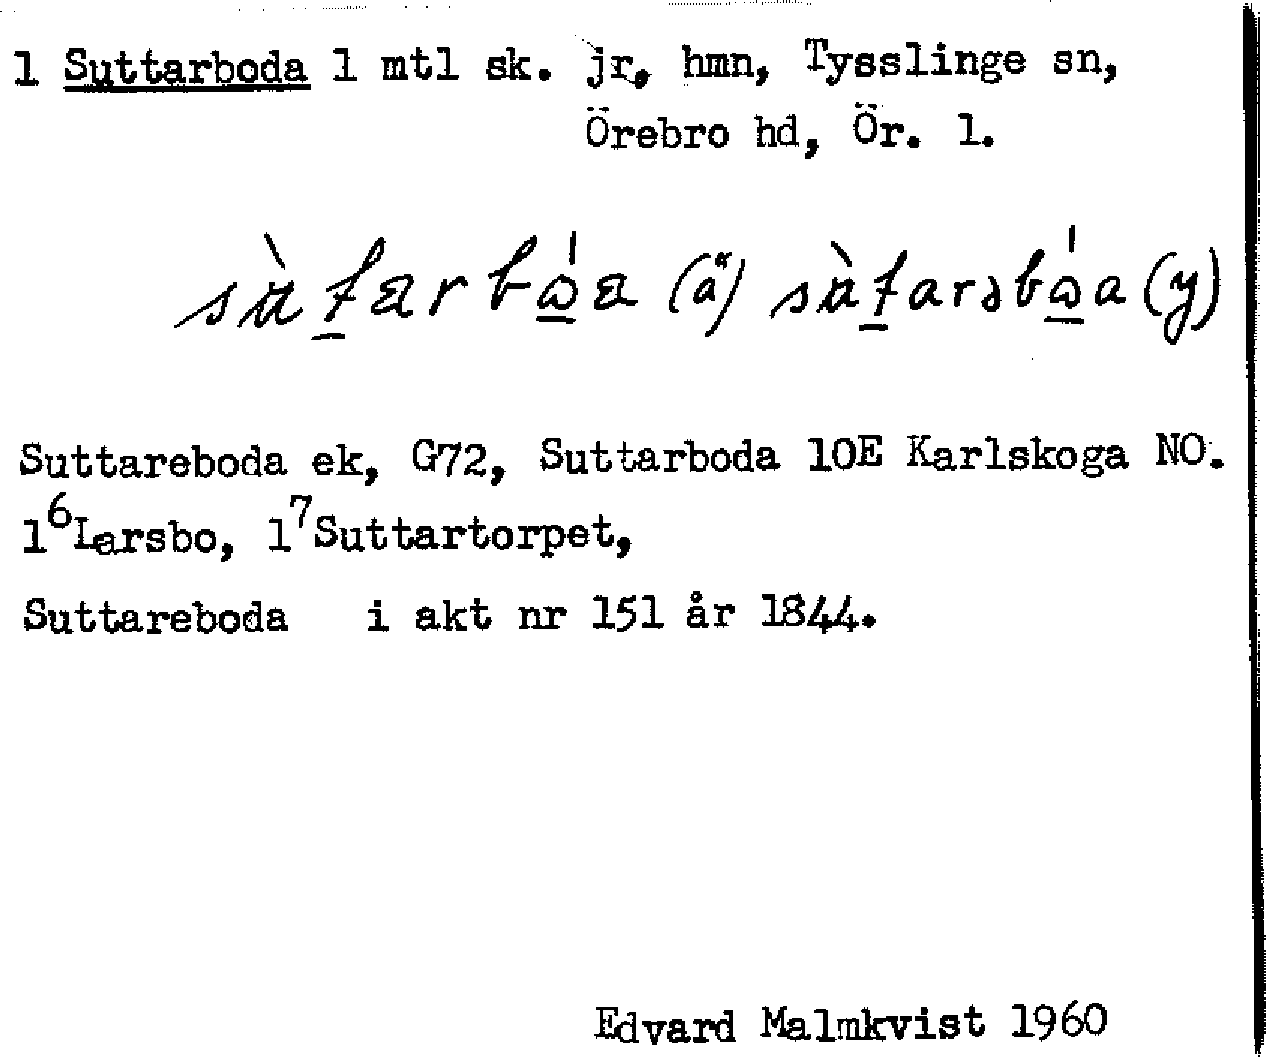 1 Suttarboda 1 mtl sk. jr, hmn, Tysslinge sn,
Örebro hd, Ör. 1.
(ä) (y)
Suttareboda ek, G72, Suttarboda 10E Karlskoga NO.
1⁶Larsbo, 1⁷Suttartorpet,
Suttareboda i akt nr 151 år 1844.
Edvard Malmkvist 1960